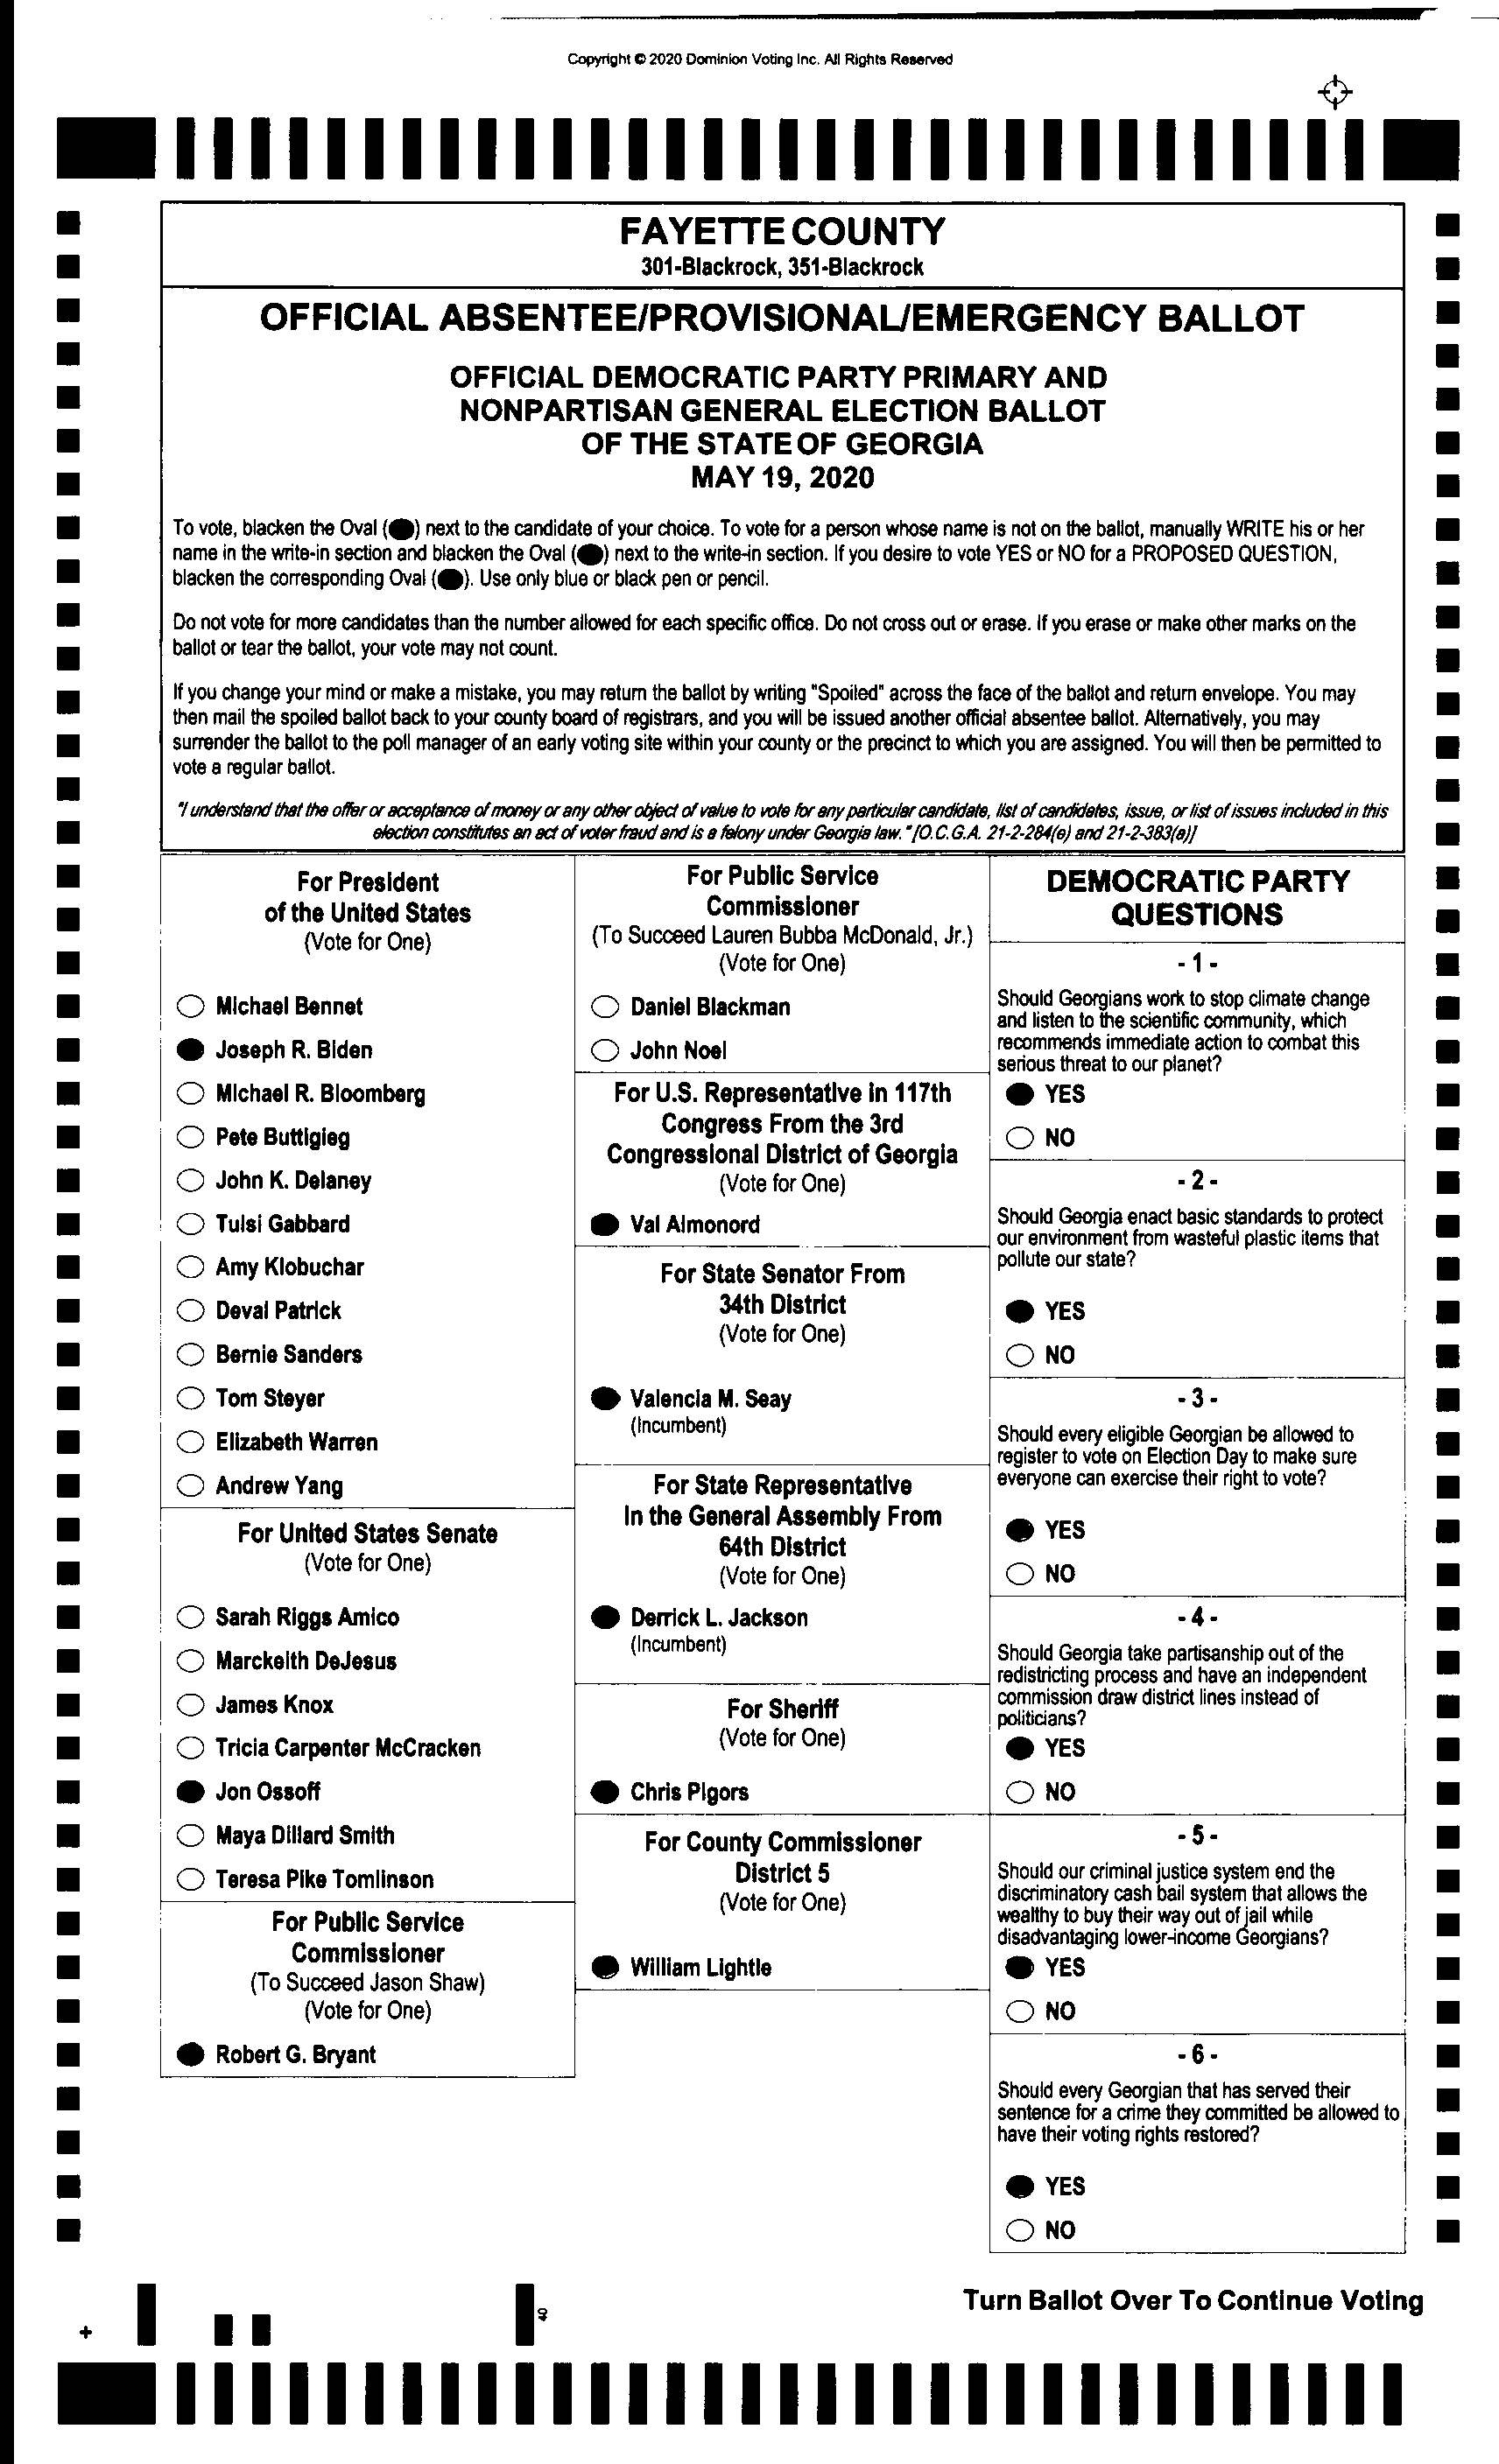 Copyright © 2020 Dominion Voting Inc. All Rights Reserved
FAYETTE COUNTY
301-Blackrock, 351-Blackrock
OFFICIAL ABSENTEE/PROVISIONAL/EMERGENCY BALLOT
OFFICIAL DEMOCRATIC PARTY PRIMARY AND
NONPARTISAN GENERAL ELECTION BALLOT
OF THE STATE OF GEORGIA
MAY 19, 2020
To vote, blacken the Oval (●) next to the candidate of your choice. To vote for a person whose name is not on the ballot, manually WRITE his or her
name in the write-in section and blacken the Oval (●) next to the write-in section. If you desire to vote YES or NO for a PROPOSED QUESTION,
blacken the corresponding Oval (●). Use only blue or black pen or pencil.
Do not vote for more candidates than the number allowed for each specific office. Do not cross out or erase. If you erase or make other marks on the
ballot or tear the ballot, your vote may not count.
If you change your mind or make a mistake, you may return the ballot by writing "Spoiled" across the face of the ballot and return envelope. You may
then mail the spoiled ballot back to your county board of registrars, and you will be issued another official absentee ballot. Alternatively, you may
surrender the ballot to the poll manager of an early voting site within your county or the precinct to which you are assigned. You will then be permitted to
vote a regular ballot.
"I understand that the offer or acceptance of money or any other object of value to vote for any particular candidate, list of candidates, issue, or list of issues included in this
election constitutes an act of voter fraud and is a felony under Georgia law." [O.C.G.A. 21-2-284(e) and 21-2-383(a)]
For President
of the United States
(Vote for One)
Michael Bennet
Joseph R. Biden
Michael R. Bloomberg
Pete Buttigieg
John K. Delaney
Tulsi Gabbard
Amy Klobuchar
Deval Patrick
Bernie Sanders
Tom Steyer
Elizabeth Warren
Andrew Yang
For United States Senate
(Vote for One)
Sarah Riggs Amico
Marckeith DeJesus
James Knox
Tricia Carpenter McCracken
Jon Ossoff
Maya Dillard Smith
Teresa Pike Tomlinson
For Public Service
Commissioner
(To Succeed Jason Shaw)
(Vote for One)
Robert G. Bryant
For Public Service
Commissioner
(To Succeed Lauren Bubba McDonald, Jr.)
(Vote for One)
Daniel Blackman
John Noel
For U.S. Representative in 117th
Congress From the 3rd
Congressional District of Georgia
(Vote for One)
Val Almonord
For State Senator From
34th District
(Vote for One)
Valencia M. Seay
(Incumbent)
For State Representative
In the General Assembly From
64th District
(Vote for One)
Derrick L. Jackson
(Incumbent)
For Sheriff
(Vote for One)
Chris Pigors
For County Commissioner
District 5
(Vote for One)
William Lightle
DEMOCRATIC PARTY
QUESTIONS
- 1 -
Should Georgians work to stop climate change
and listen to the scientific community, which
recommends immediate action to combat this
serious threat to our planet?
YES
NO
- 2 -
Should Georgia enact basic standards to protect
our environment from wasteful plastic items that
pollute our state?
YES
NO
- 3 -
Should every eligible Georgian be allowed to
register to vote on Election Day to make sure
everyone can exercise their right to vote?
YES
NO
- 4 -
Should Georgia take partisanship out of the
redistricting process and have an independent
commission draw district lines instead of
politicians?
YES
NO
- 5 -
Should our criminal justice system end the
discriminatory cash bail system that allows the
wealthy to buy their way out of jail while
disadvantaging lower-income Georgians?
YES
NO
- 6 -
Should every Georgian that has served their
sentence for a crime they committed be allowed to
have their voting rights restored?
YES
NO
Turn Ballot Over To Continue Voting